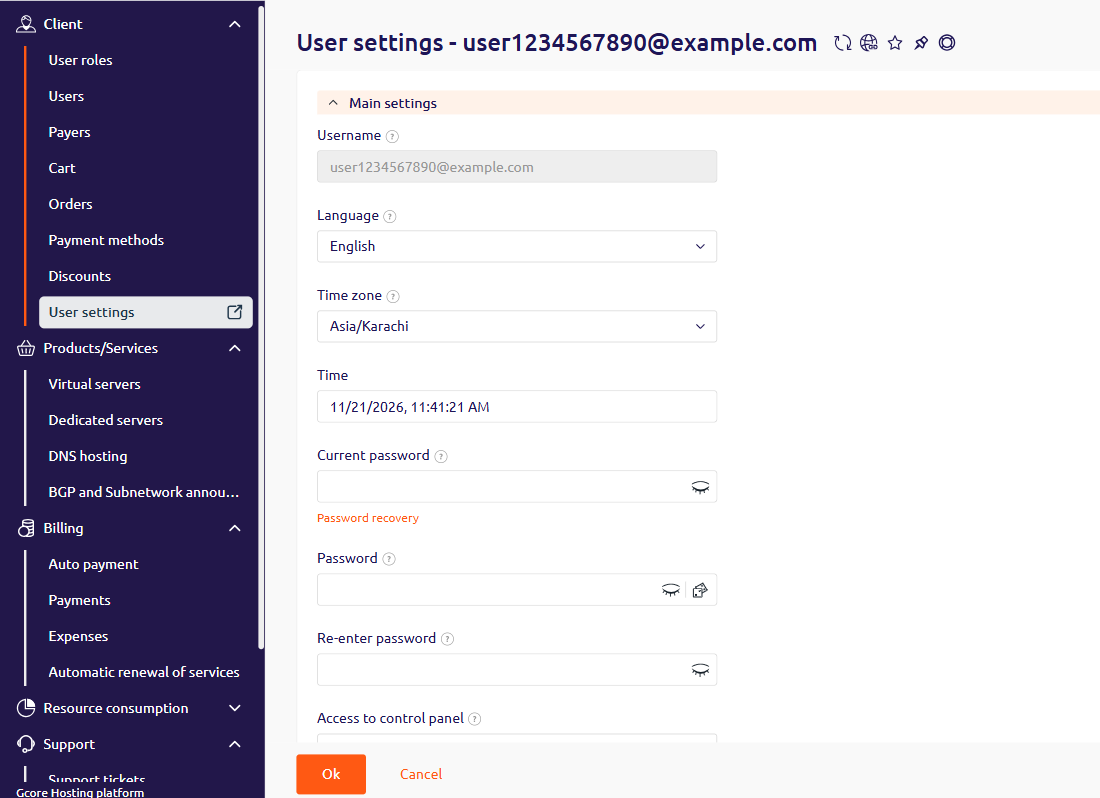 Client
User roles
Users
Payers
Cart
Orders
Payment methods
Discounts
User settings
Products/Services
Virtual servers
Dedicated servers
DNS hosting
BGP and Subnetwork annou...
Billing
Auto payment
Payments
Expenses
Automatic renewal of services
Resource consumption
Support
Support tickets
Gcore Hosting platform
User settings - user1234567890@example.com
Main settings
Username ?
user1234567890@example.com
Language ?
English
Time zone ?
Asia/Karachi
Time
11/21/2026, 11:41:21 AM
Current password ?
Password recovery
Password ?
Re-enter password ?
Access to control panel ?
Ok
Cancel